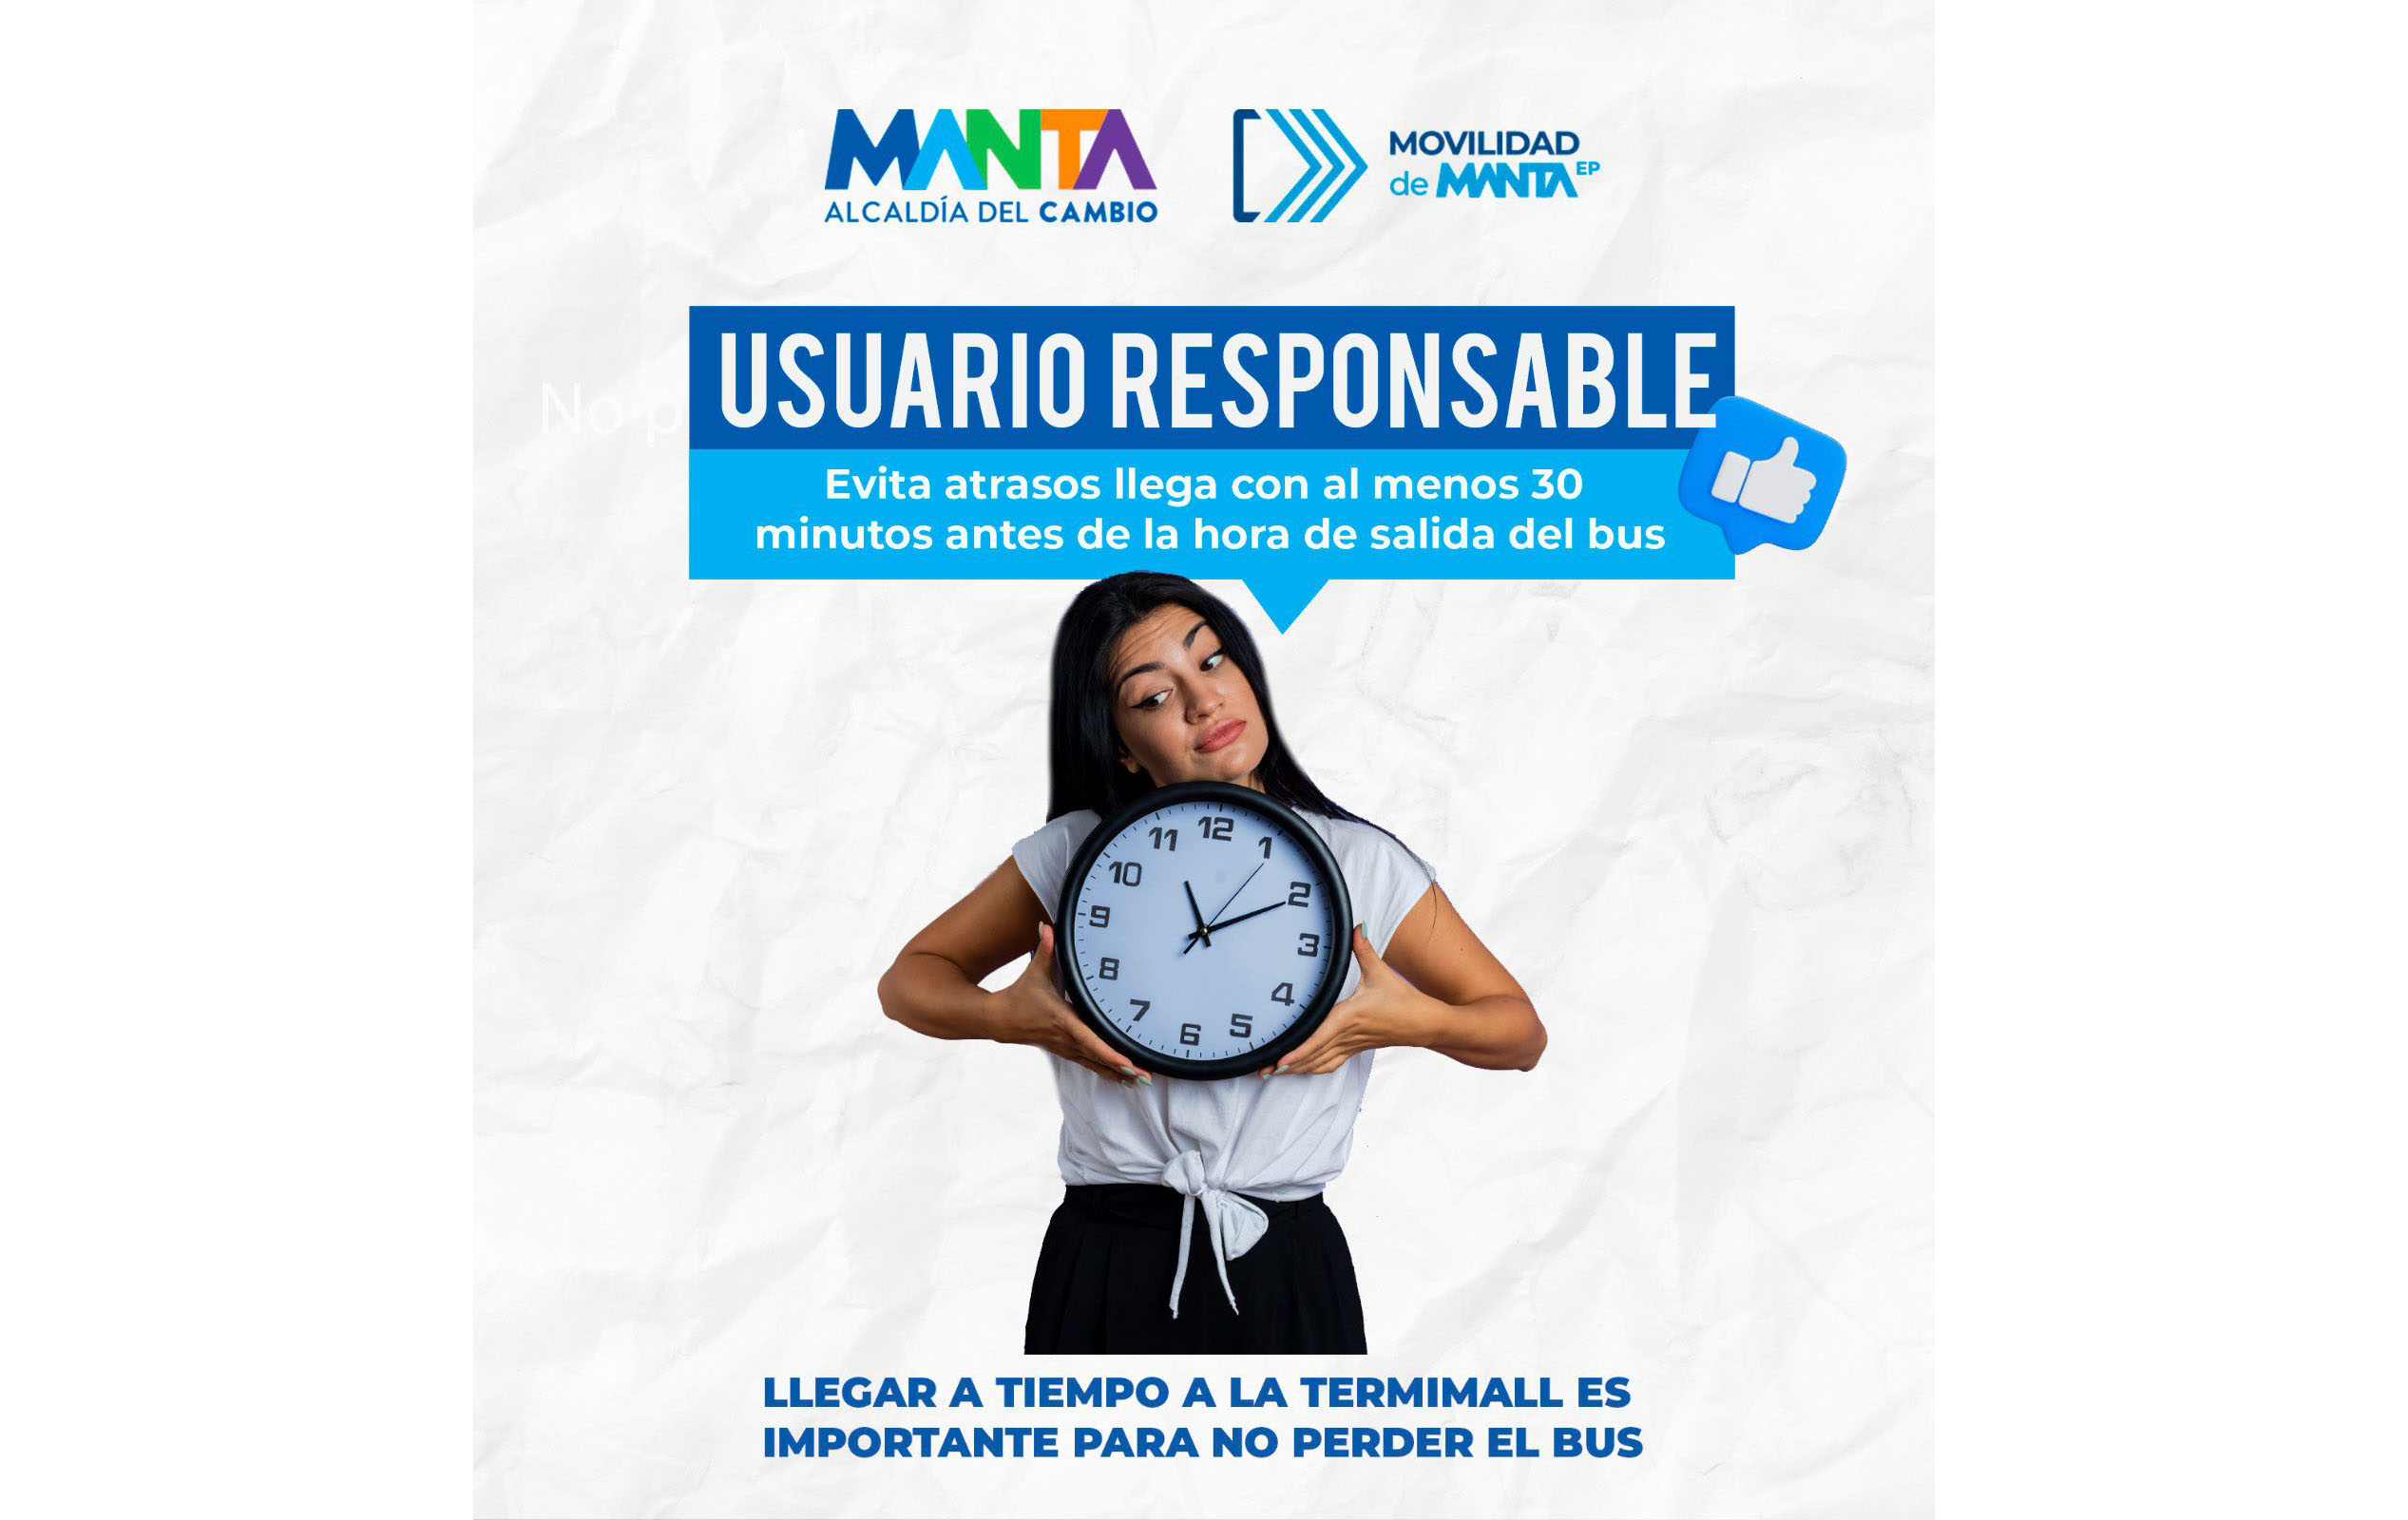 MANTA
ALCALDÍA DEL CAMBIO
MOVILIDAD
de MANTA EP
USUARIO RESPONSABLE
No p
Evita atrasos llega con al menos 30
minutos antes de la hora de salida del bus
12
1
2
3
4
5
6
7
8
9
10
11
LLEGAR A TIEMPO A LA TERMIMALL ES
IMPORTANTE PARA NO PERDER EL BUS